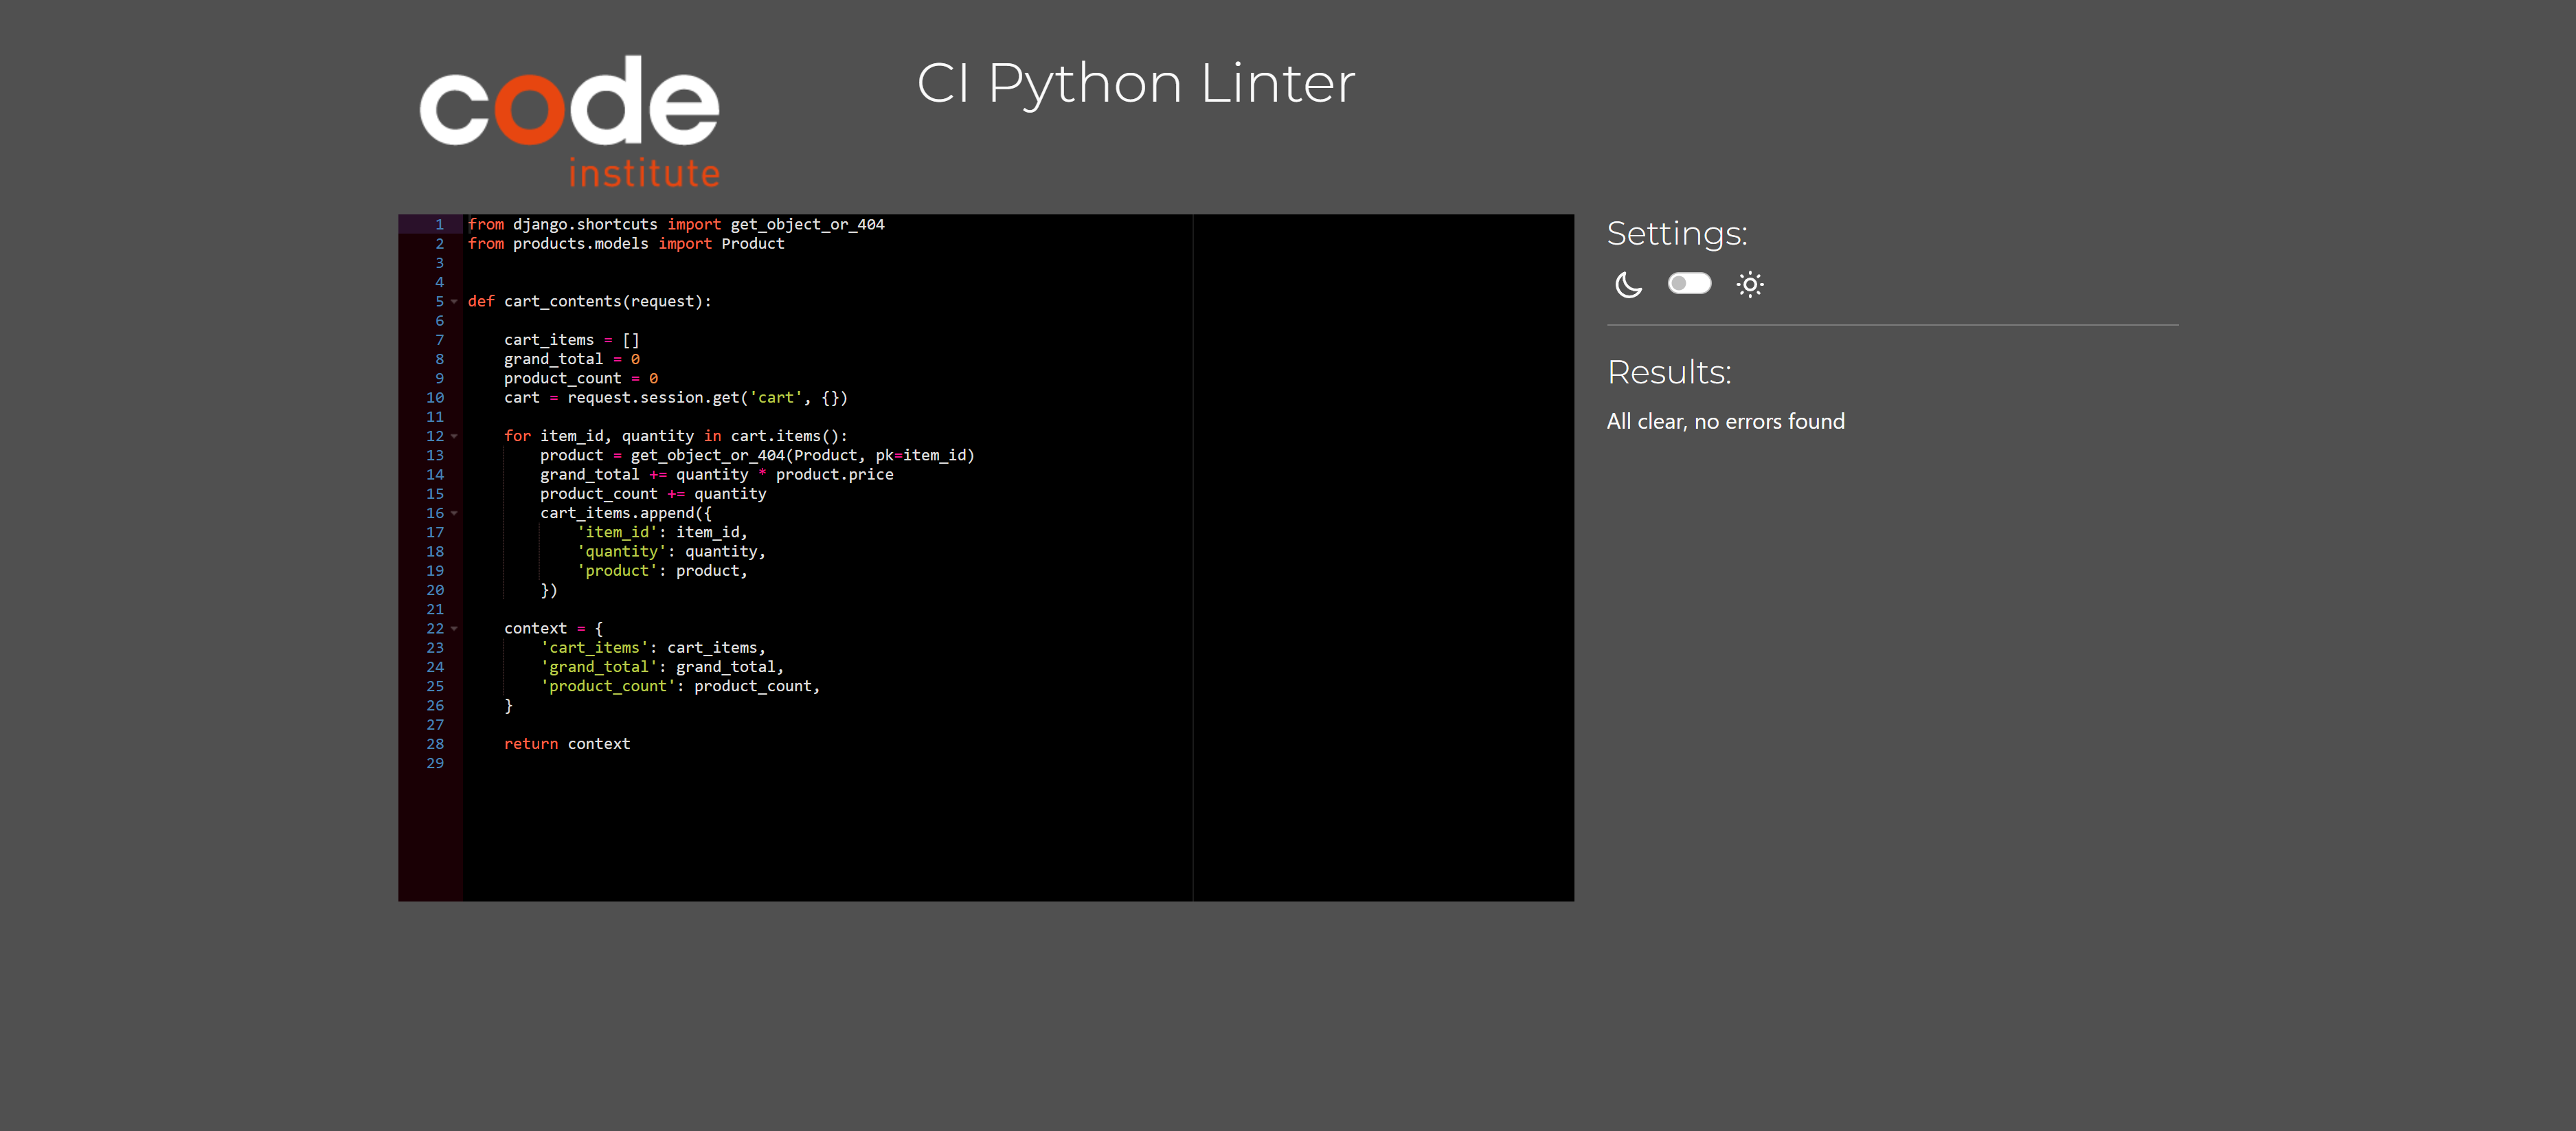 code
institute
CI Python Linter
1 from django.shortcuts import get_object_or_404
2 from products.models import Product
3
4
5 def cart_contents(request):
6
7     cart_items = []
8     grand_total = 0
9     product_count = 0
10     cart = request.session.get('cart', {})
11
12     for item_id, quantity in cart.items():
13         product = get_object_or_404(Product, pk=item_id)
14         grand_total += quantity * product.price
15         product_count += quantity
16         cart_items.append({
17             'item_id': item_id,
18             'quantity': quantity,
19             'product': product,
20         })
21
22     context = {
23         'cart_items': cart_items,
24         'grand_total': grand_total,
25         'product_count': product_count,
26     }
27
28     return context
29
Settings:
Results:
All clear, no errors found